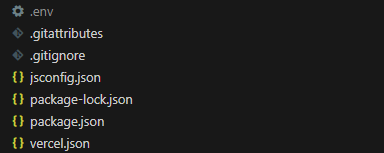 .env
.gitattributes
.gitignore
jsconfig.json
package-lock.json
package.json
vercel.json